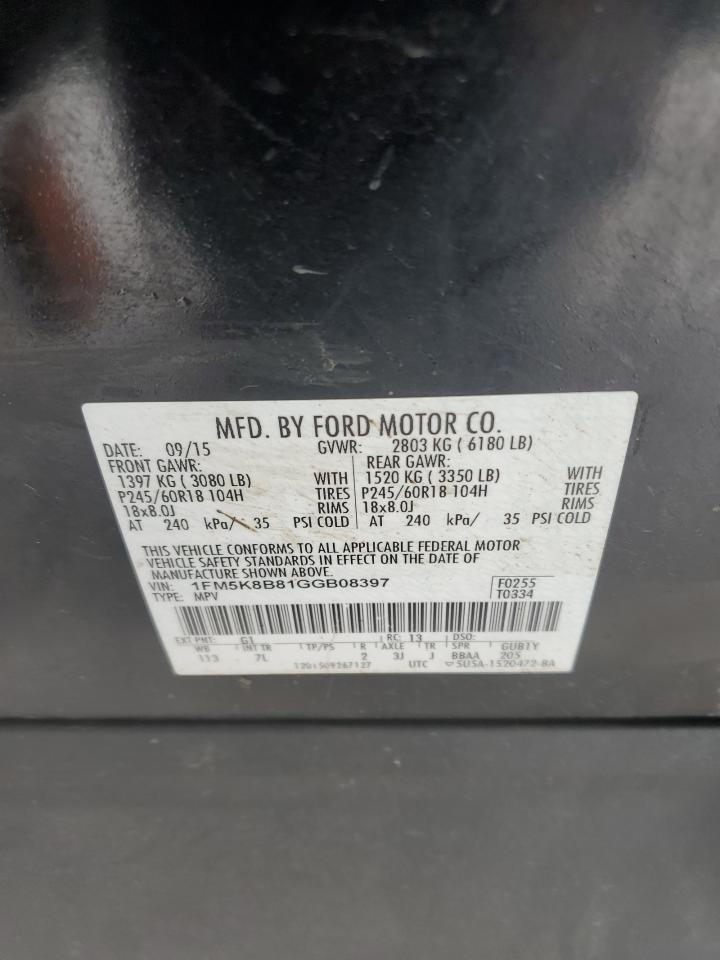 MFD. BY FORD MOTOR CO.
DATE: 09/15 GVWR: 2803 KG ( 6180 LB)
FRONT GAWR: REAR GAWR:
1397 KG ( 3080 LB) WITH 1520 KG ( 3350 LB) WITH
P245/60R18 104H TIRES P245/60R18 104H TIRES
18x8.0J RIMS 18x8.0J RIMS
AT 240 kPa/ 35 PSI COLD AT 240 kPa/ 35 PSI COLD
THIS VEHICLE CONFORMS TO ALL APPLICABLE FEDERAL MOTOR
VEHICLE SAFETY STANDARDS IN EFFECT ON THE DATE OF
MANUFACTURE SHOWN ABOVE.
VIN: 1FM5K8B81GGB08397 F0255
TYPE: MPV T0334
EXT PNT: G1 RC: 13 DSO:
WB INT TR TP/PS R AXLE TR SPR GUB1Y
113 7L 2 3J J BBAA 205
1201509267127 UTC 5U5A-1520472-BA